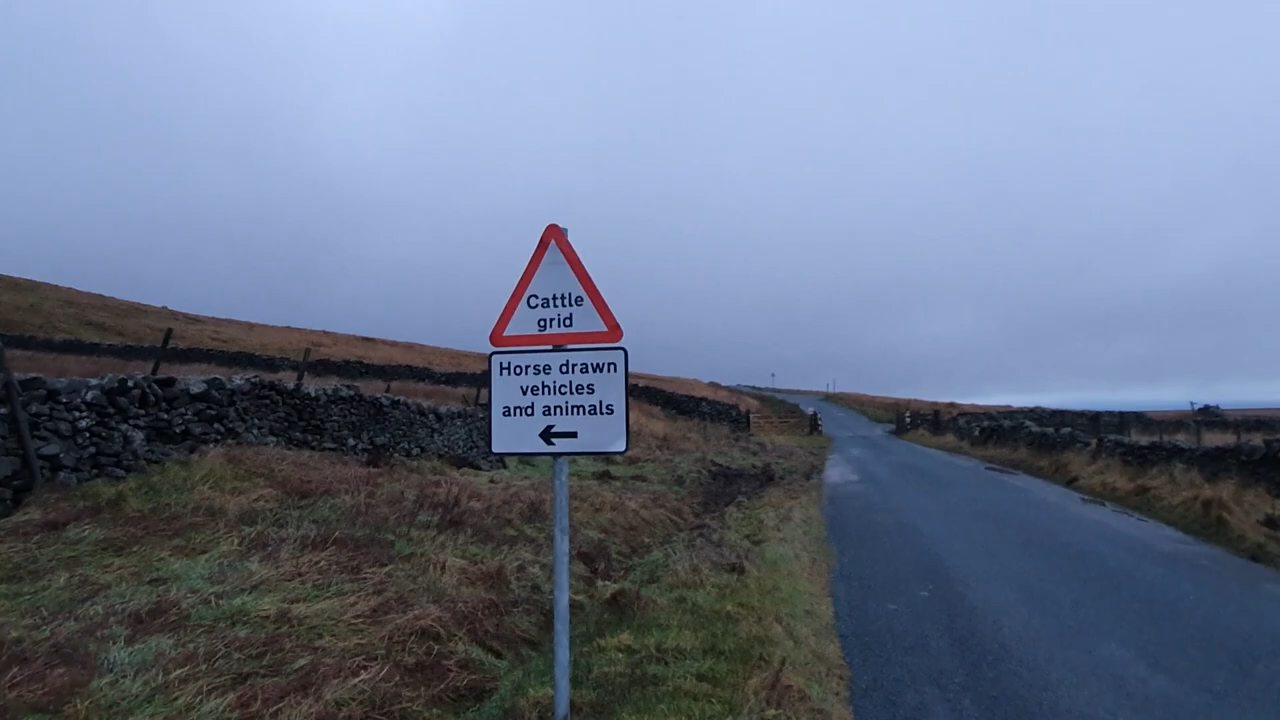 Cattle
grid
Horse drawn
vehicles
and animals